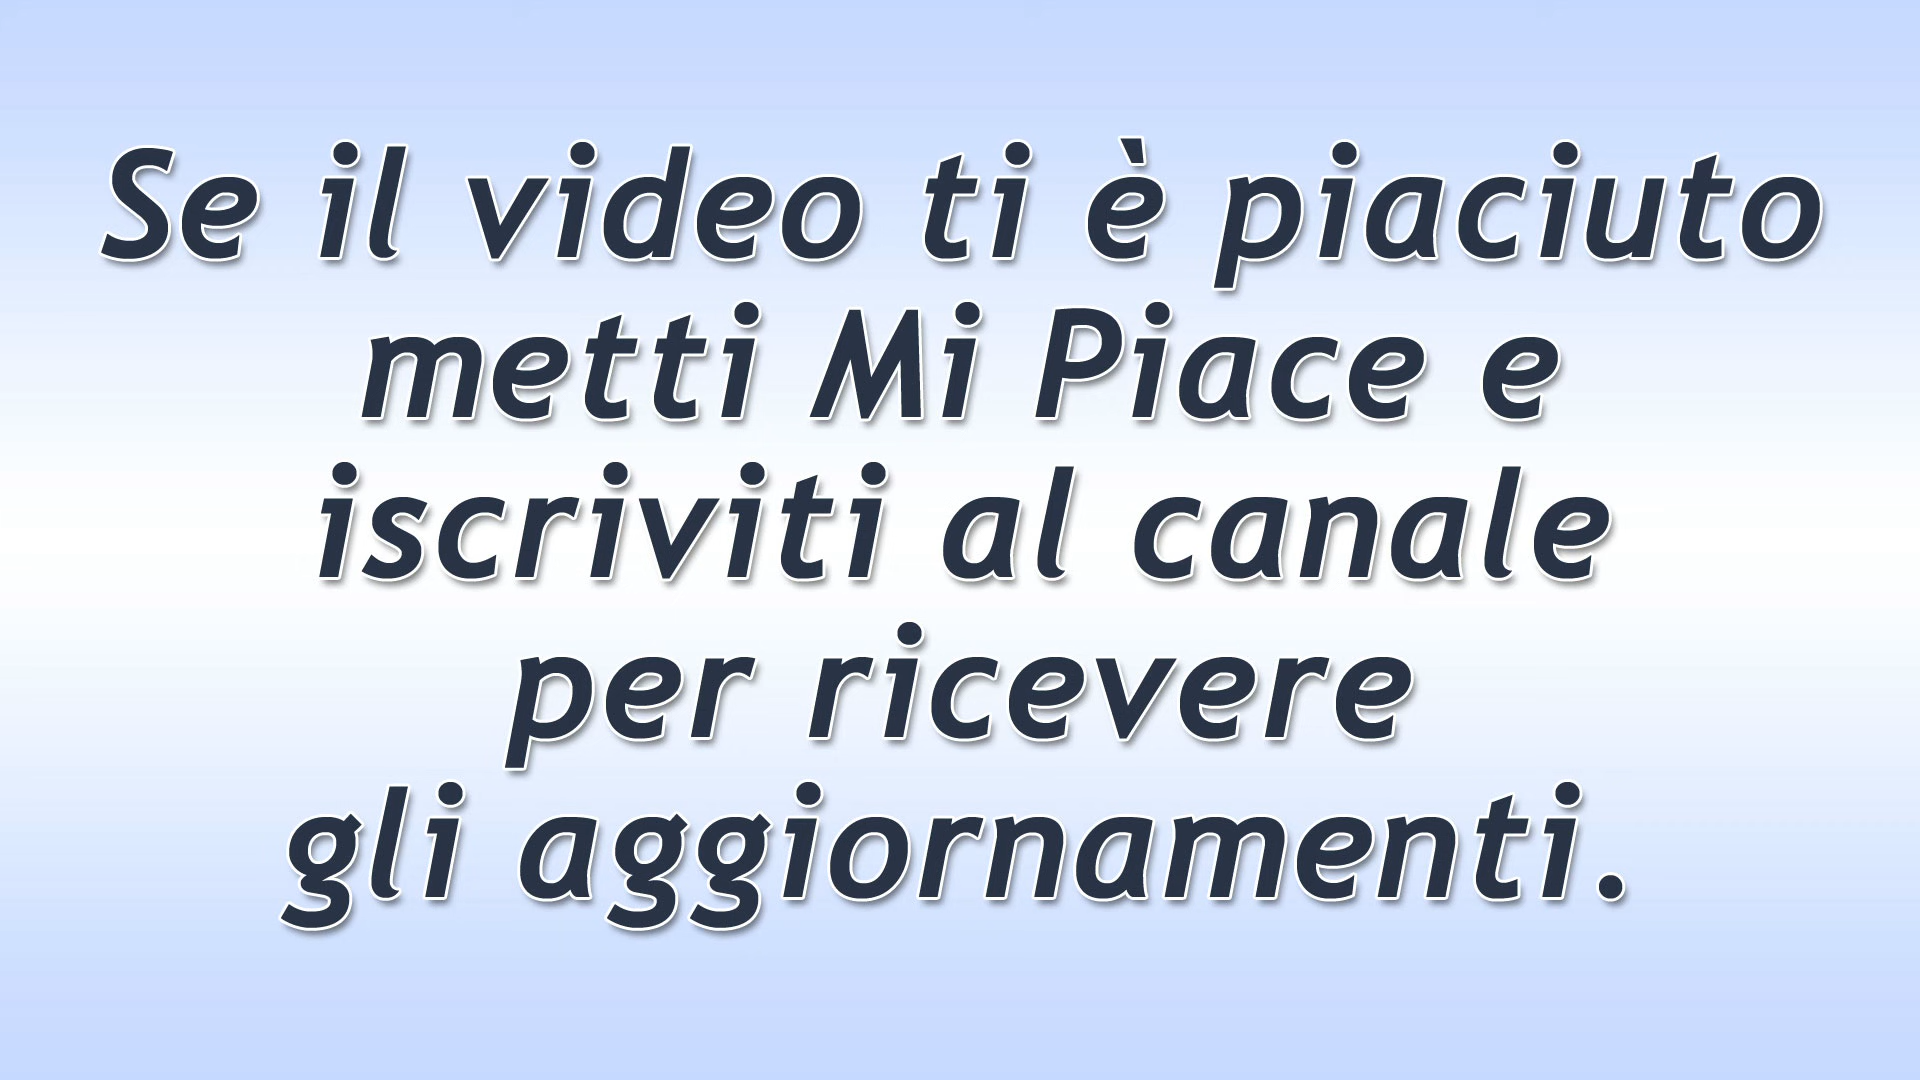 Se il video ti è piaciuto
metti Mi Piace e
iscriviti al canale
per ricevere
gli aggiornamenti.